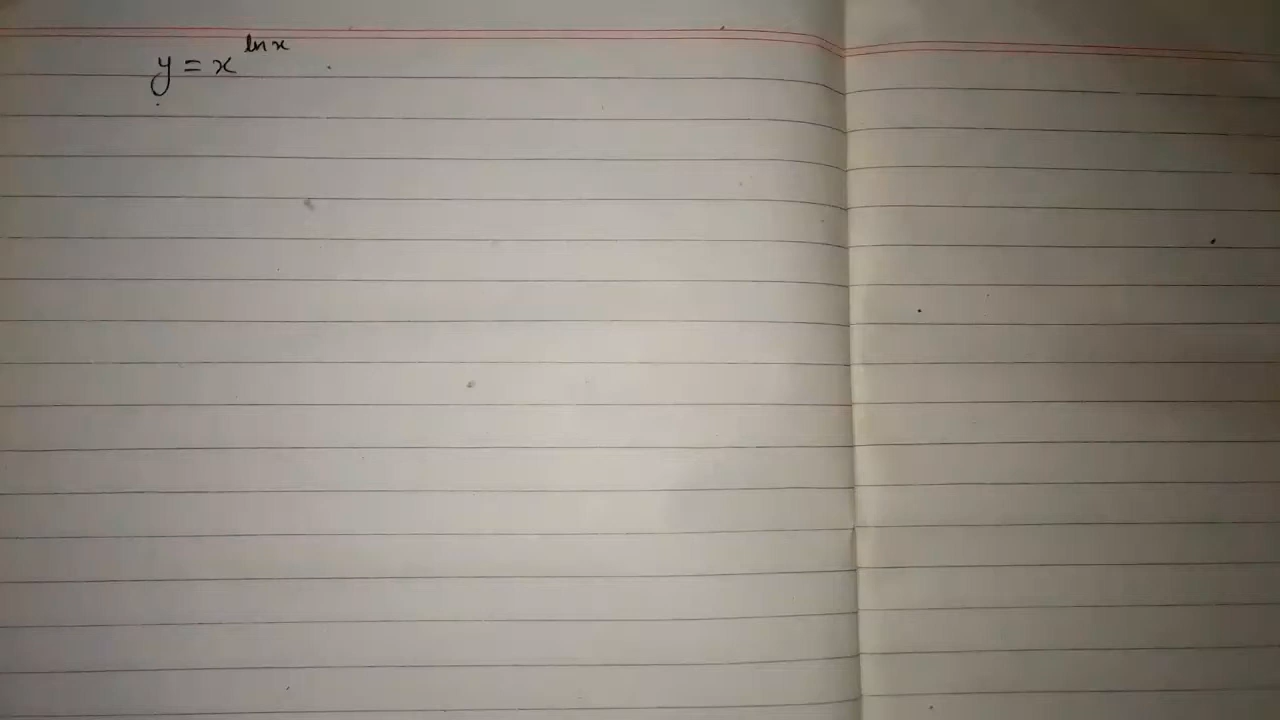 y = x^{ln x}